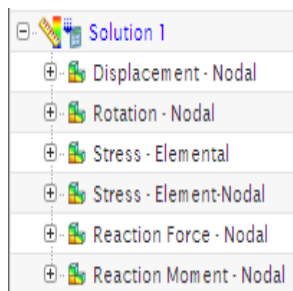 Solution 1
Displacement - Nodal
Rotation - Nodal
Stress - Elemental
Stress - Element-Nodal
Reaction Force - Nodal
Reaction Moment - Nodal